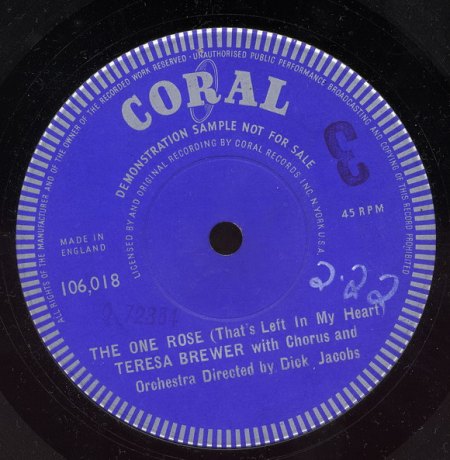 ALL RIGHTS OF THE MANUFACTURER AND OF THE OWNER OF THE RECORDED WORK RESERVED · UNAUTHORISED PUBLIC PERFORMANCE, BROADCASTING AND COPYING OF THIS RECORD PROHIBITED.
CORAL
DEMONSTRATION SAMPLE NOT FOR SALE
LICENSED BY AND ORIGINAL RECORDING BY CORAL RECORDS INC. N. YORK U.S.A.
MADE IN
ENGLAND
45 RPM
106,018
2.22
THE ONE ROSE (That's Left In My Heart)
TERESA BREWER with Chorus and
Orchestra Directed by Dick Jacobs